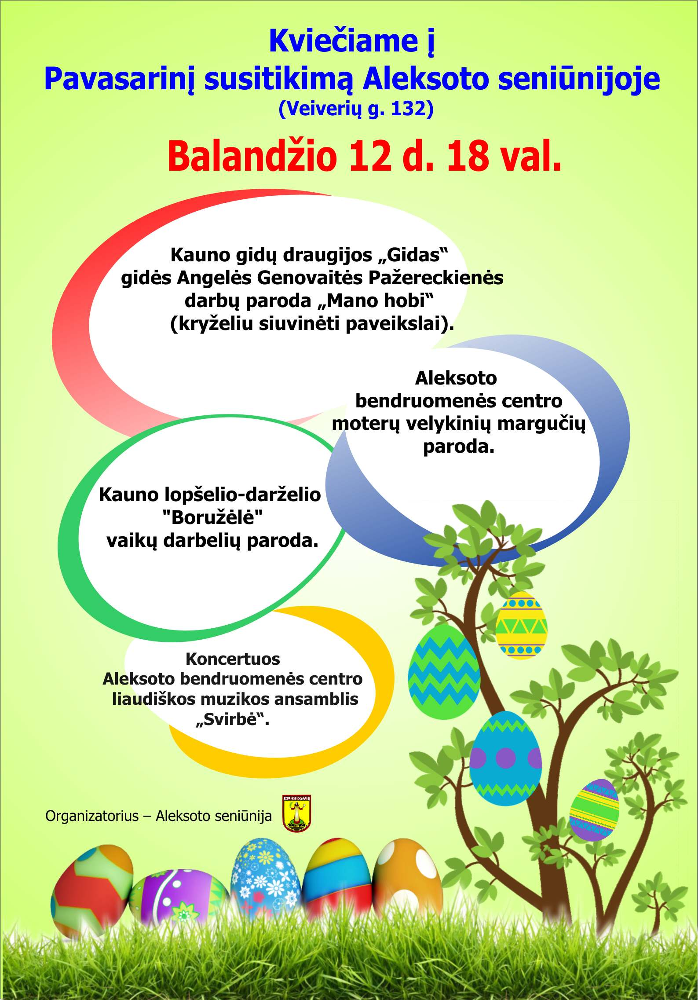 Kviečiame į
Pavasarinį susitikimą Aleksoto seniūnijoje
(Veiverių g. 132)
Balandžio 12 d. 18 val.
Kauno gidų draugijos „Gidas“
gidės Angelės Genovaitės Pažereckienės
darbų paroda „Mano hobi“
(kryželiu siuvinėti paveikslai).
Aleksoto
bendruomenės centro
moterų velykinių margučių
paroda.
Kauno lopšelio-darželio
"Boružėlė"
vaikų darbelių paroda.
Koncertuos
Aleksoto bendruomenės centro
liaudiškos muzikos ansamblis
„Svirbė“.
Organizatorius – Aleksoto seniūnija
ALEKSOTAS